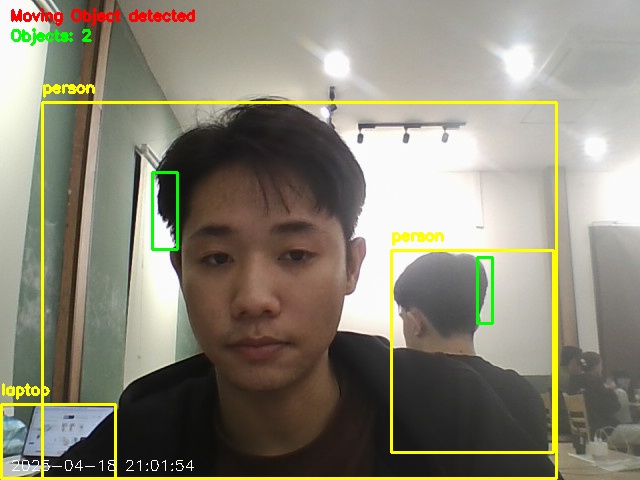 Moving Object detected
Objects: 2
person
person
laptop
2025-04-18 21:01:54